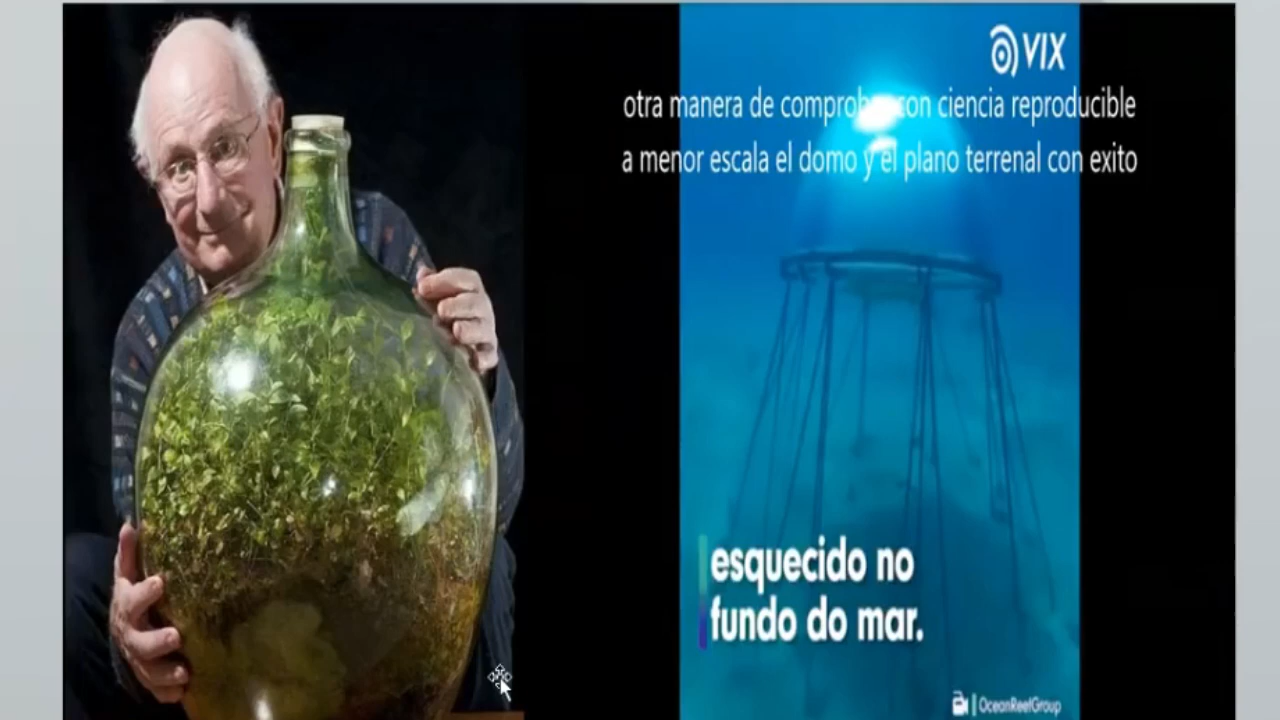 VIX
otra manera de comprobar con ciencia reproducible
a menor escala el domo y el plano terrenal con exito
esquecido no
fundo do mar.
OceanReefGroup